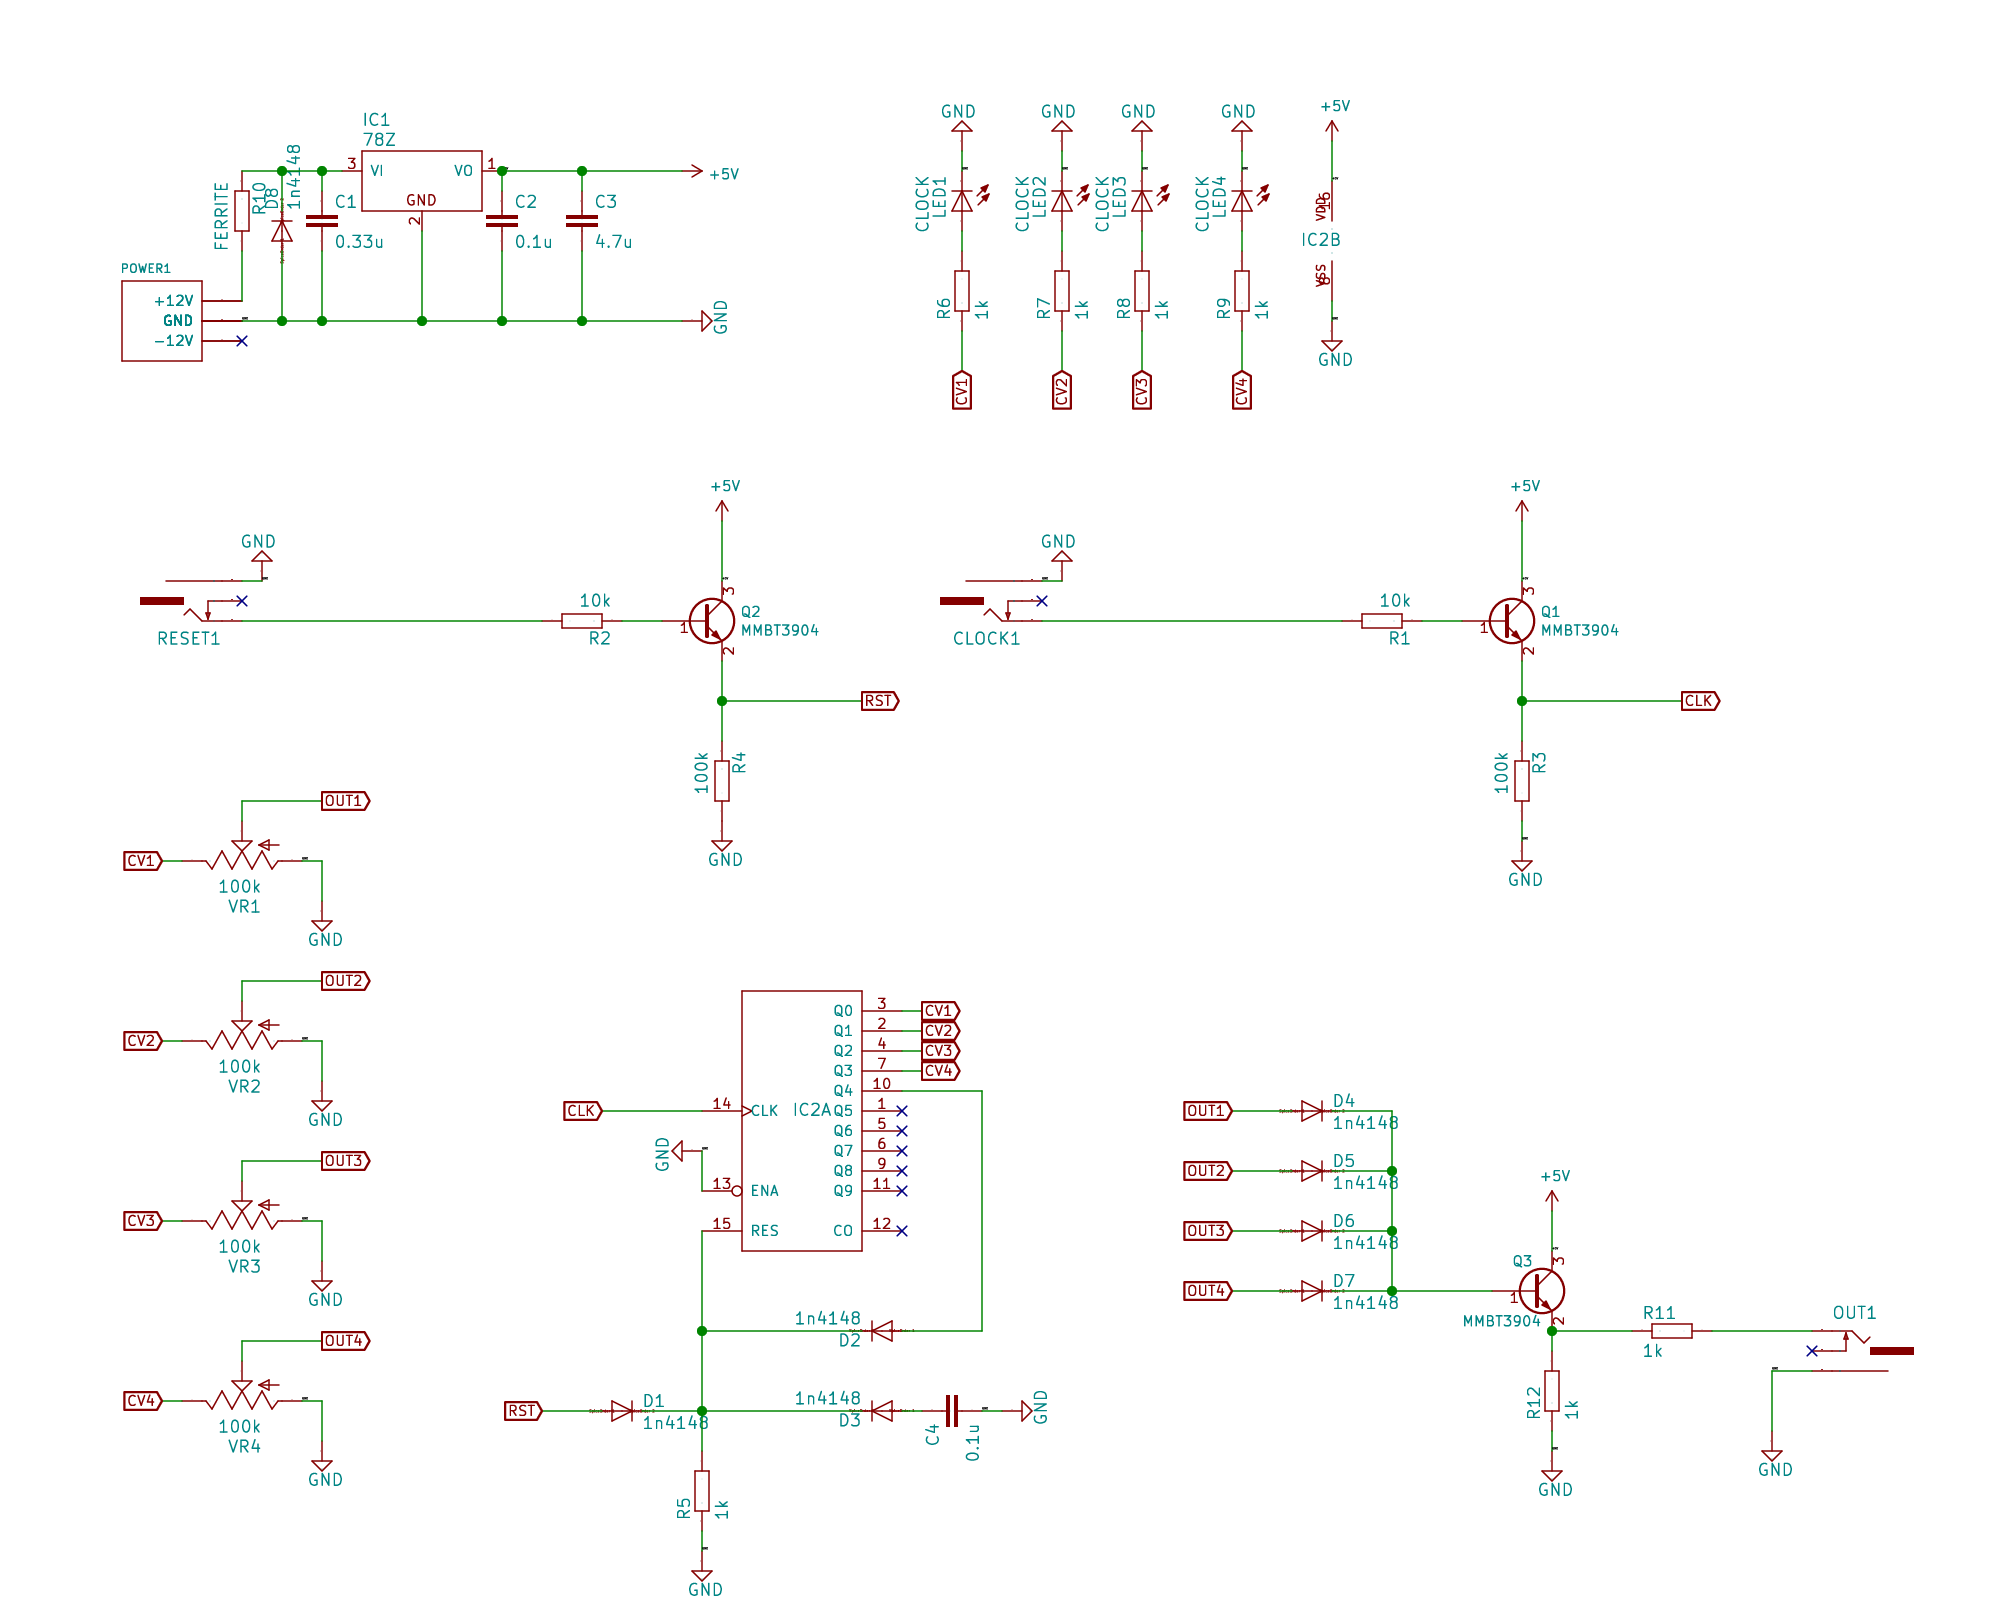 IC1
78Z
3
VI
VO
1
GND
2
+5V
FERRITE
R10
D8
1n4148
C1
0.33u
C2
0.1u
C3
4.7u
POWER1
+12V
GND
-12V
GND
GND
GND
GND
GND
+5V
CLOCK
LED1
CLOCK
LED2
CLOCK
LED3
CLOCK
LED4
VDD
16
IC2B
VSS
8
GND
R6
1k
R7
1k
R8
1k
R9
1k
CV1
CV2
CV3
CV4
+5V
GND
RESET1
10k
R2
1
3
2
Q2
MMBT3904
RST
100k
R4
GND
+5V
GND
CLOCK1
10k
R1
1
3
2
Q1
MMBT3904
CLK
100k
R3
GND
OUT1
CV1
100k
VR1
GND
OUT2
CV2
100k
VR2
GND
OUT3
CV3
100k
VR3
GND
OUT4
CV4
100k
VR4
GND
Q0 3 CV1
Q1 2 CV2
Q2 4 CV3
Q3 7 CV4
Q4 10
CLK 14 CLK IC2A Q5 1
Q6 5
GND
Q7 6
Q8 9
13 ENA Q9 11
15 RES CO 12
1n4148
D2
RST
D1
1n4148
1n4148
D3
C4
0.1u
GND
R5
1k
GND
OUT1
D4
1n4148
OUT2
D5
1n4148
OUT3
D6
1n4148
OUT4
D7
1n4148
+5V
Q3
3
1
2
MMBT3904
R11
1k
OUT1
R12
1k
GND
GND